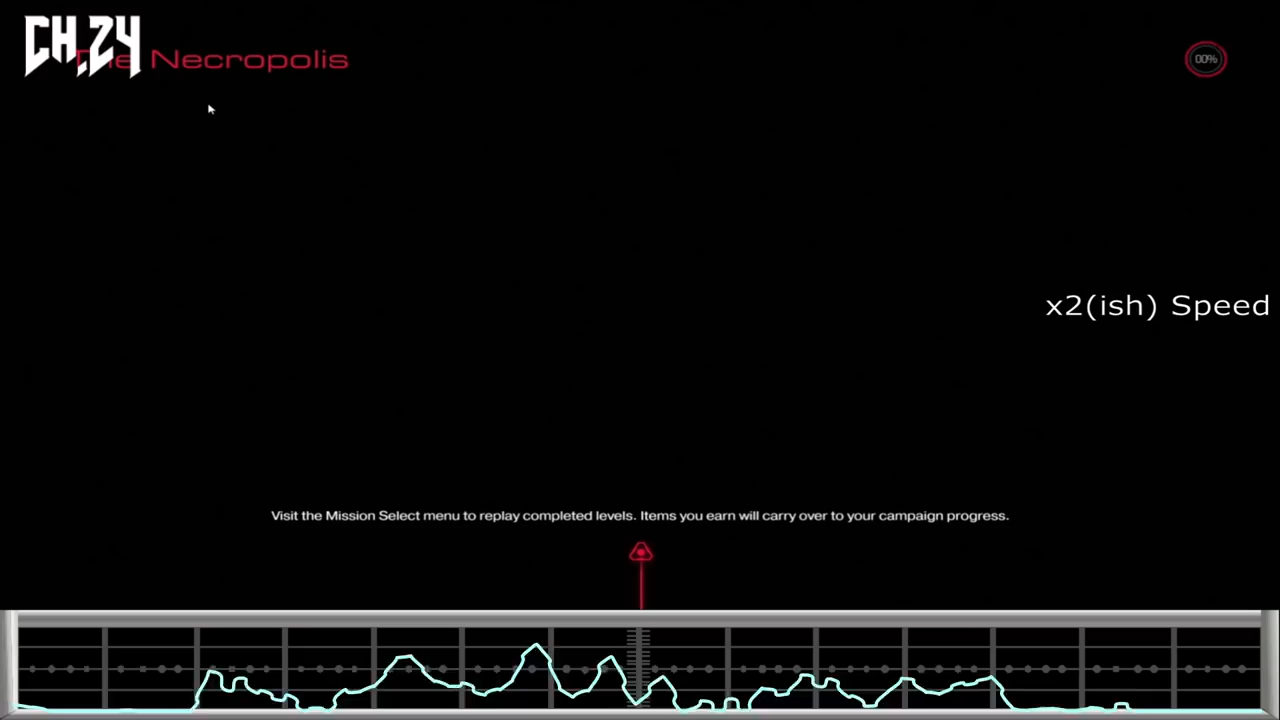 CH.24
The Necropolis
00%
x2(ish) Speed
Visit the Mission Select menu to replay completed levels. Items you earn will carry over to your campaign progress.